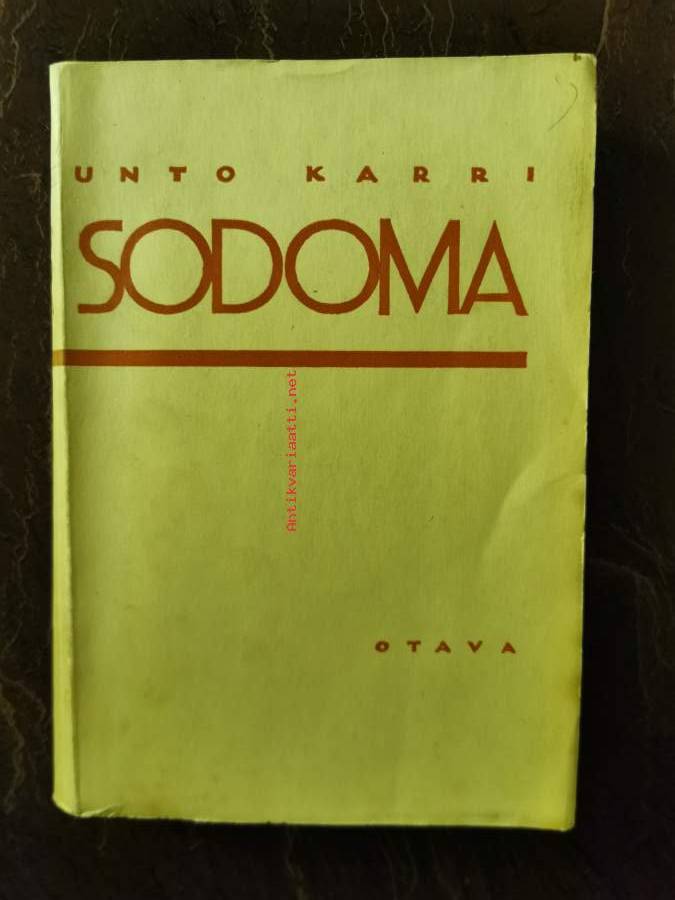 UNTO KARRI
SODOMA
Antikvariaatti.net
OTAVA